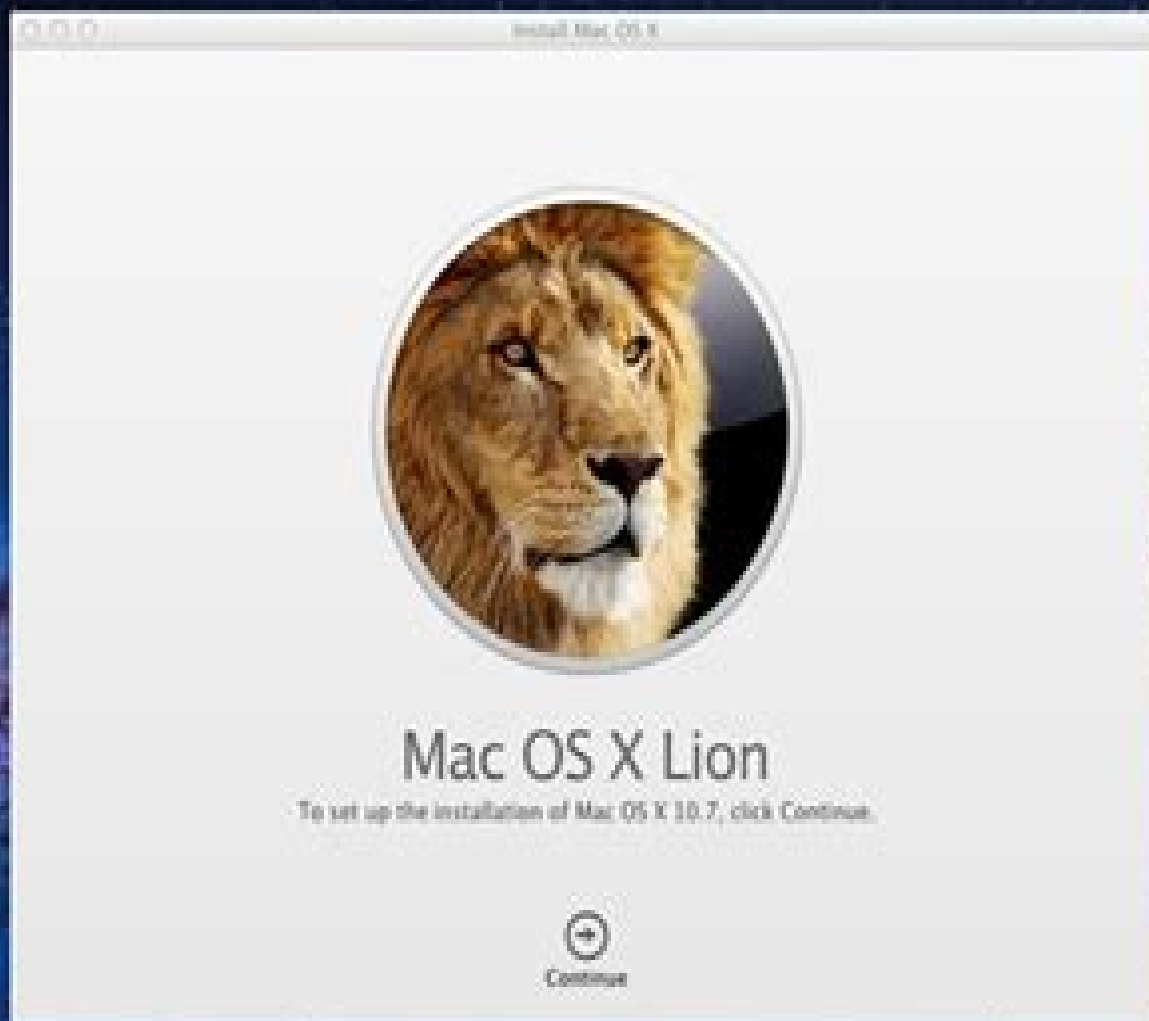 Install Mac OS X
Mac OS X Lion
To set up the installation of Mac OS X 10.7, click Continue.
Continue